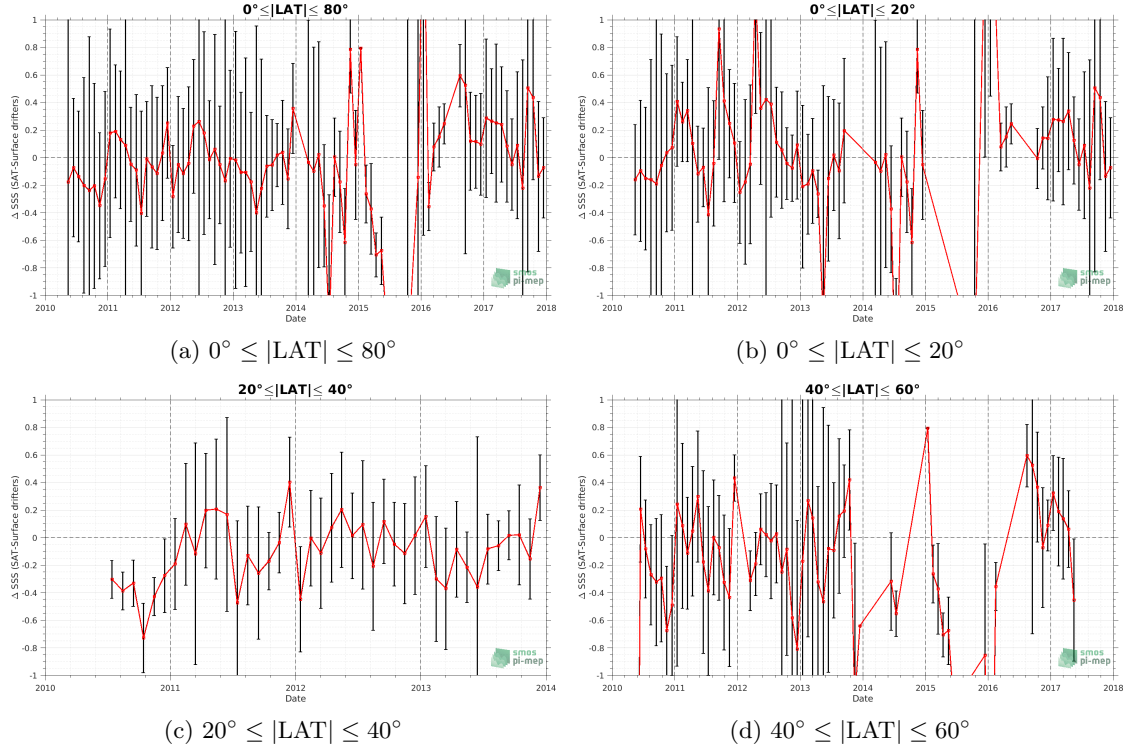 0°≤|LAT|≤ 80°
1
0.8
0.6
0.4
0.2
0
-0.2
-0.4
-0.6
-0.8
-1
Δ SSS (SAT-Surface drifters)
2010 2011 2012 2013 2014 2015 2016 2017 2018
Date
smos
pi-mep
(a) 0° ≤ |LAT| ≤ 80°
0°≤|LAT|≤ 20°
1
0.8
0.6
0.4
0.2
0
-0.2
-0.4
-0.6
-0.8
-1
Δ SSS (SAT-Surface drifters)
2010 2011 2012 2013 2014 2015 2016 2017 2018
Date
smos
pi-mep
(b) 0° ≤ |LAT| ≤ 20°
20°≤|LAT|≤ 40°
1
0.8
0.6
0.4
0.2
0
-0.2
-0.4
-0.6
-0.8
-1
Δ SSS (SAT-Surface drifters)
2010 2011 2012 2013 2014
Date
smos
pi-mep
(c) 20° ≤ |LAT| ≤ 40°
40°≤|LAT|≤ 60°
1
0.8
0.6
0.4
0.2
0
-0.2
-0.4
-0.6
-0.8
-1
Δ SSS (SAT-Surface drifters)
2010 2011 2012 2013 2014 2015 2016 2017 2018
Date
smos
pi-mep
(d) 40° ≤ |LAT| ≤ 60°